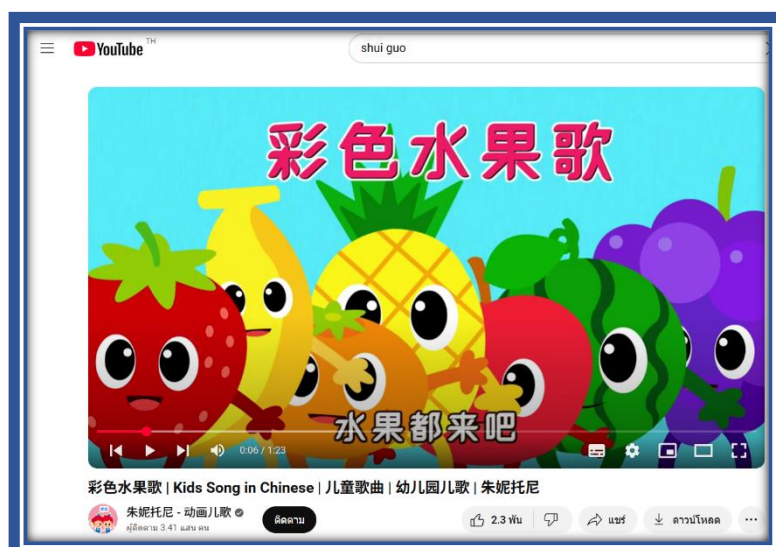 YouTube TH
shui guo
彩色水果歌
水果都来吧
0:06 / 1:23
彩色水果歌 | Kids Song in Chinese | 儿童歌曲 | 幼儿园儿歌 | 朱妮托尼
朱妮托尼 - 动画儿歌
ผู้ติดตาม 3.41 แสน คน
ติดตาม
2.3 พัน
แชร์
ดาวน์โหลด